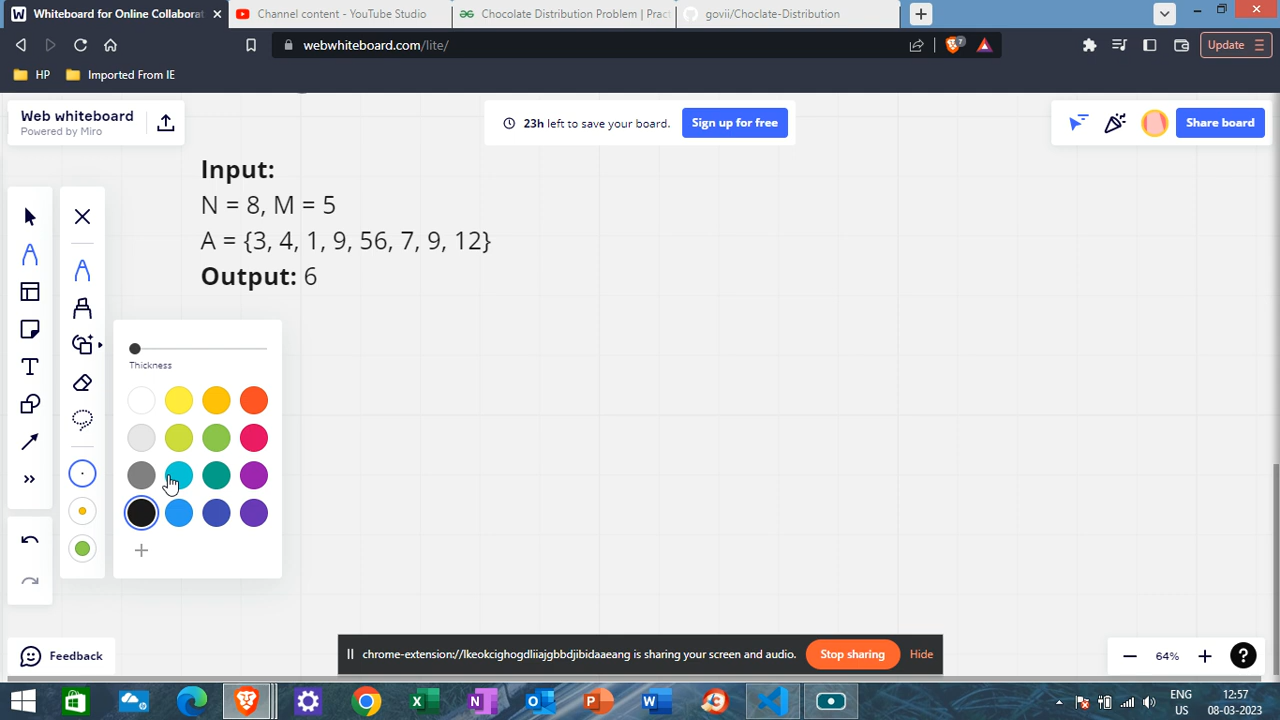 Whiteboard for Online Collaborat
Channel content - YouTube Studio
Chocolate Distribution Problem | Pract
govii/Choclate-Distribution
webwhiteboard.com/lite/
7
Update
HP
Imported From IE
Web whiteboard
Powered by Miro
23h left to save your board.
Sign up for free
Share board
Input:
N = 8, M = 5
A = {3, 4, 1, 9, 56, 7, 9, 12}
Output: 6
Thickness
Feedback
chrome-extension://lkeokcighogdliiajgbbdjibidaaeang is sharing your screen and audio.
Stop sharing
Hide
64%
ENG
US
12:57
08-03-2023